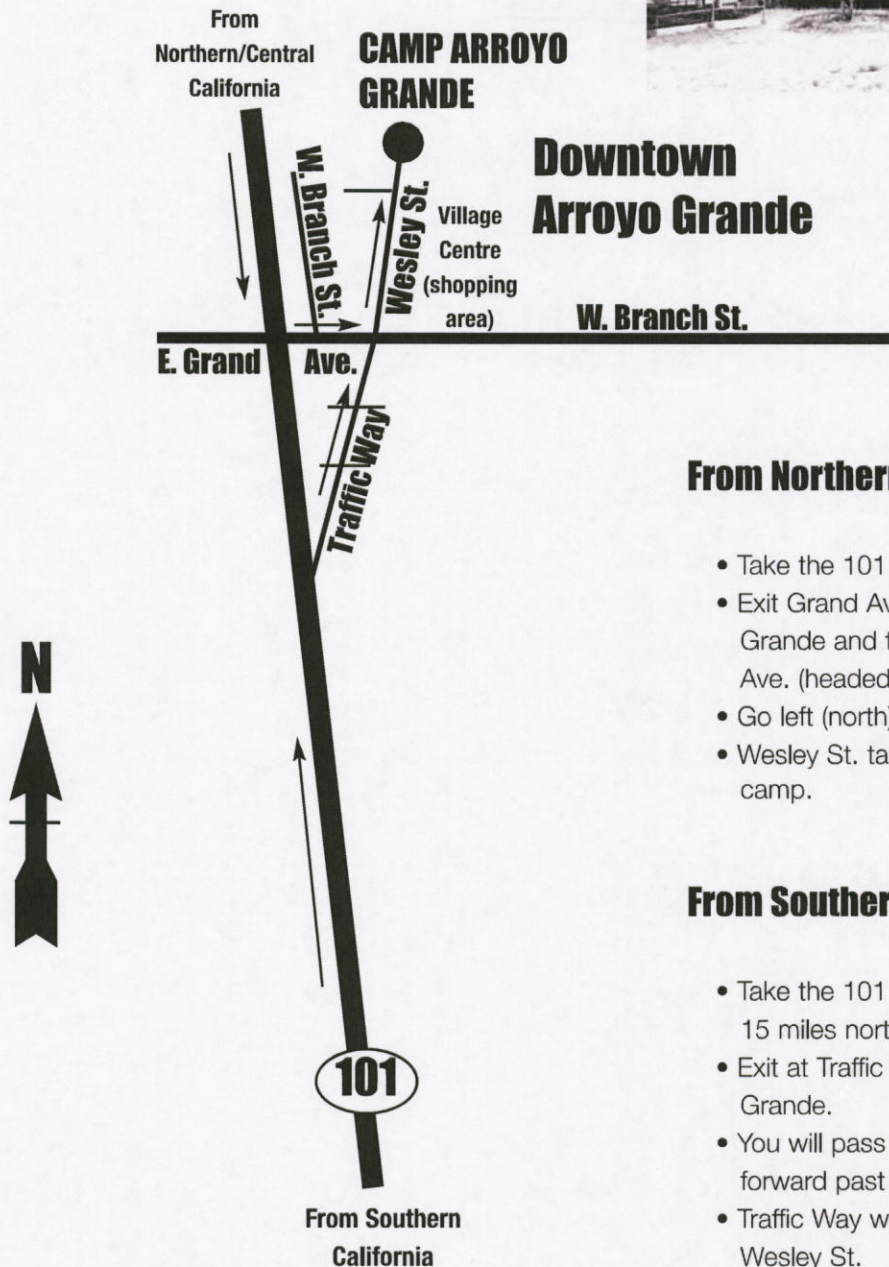 From
Northern/Central
California
CAMP ARROYO
GRANDE
W. Branch St.
Wesley St.
Village
Centre
(shopping
area)
Downtown
Arroyo Grande
W. Branch St.
E. Grand Ave.
Traffic Way
N
101
From Southern
California
From Northern
• Take the 101
• Exit Grand Av
Grande and t
Ave. (headed
• Go left (north)
• Wesley St. ta
camp.
From Souther
• Take the 101
15 miles nort
• Exit at Traffic
Grande.
• You will pass
forward past
• Traffic Way w
Wesley St.